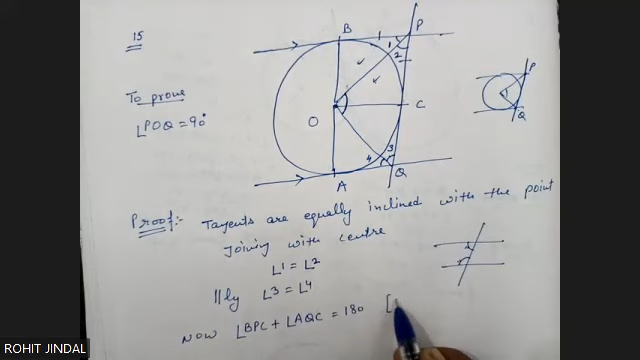 15
To prove
∠POQ = 90°
B
P
1
2
C
O
3
4
A
Q
P
Q
Proof:-
Tangents are equally inclined with the point
Joining with centre
∠1 = ∠2
||ly ∠3 = ∠4
NOW ∠BPC + ∠AQC = 180 [
ROHIT JINDAL